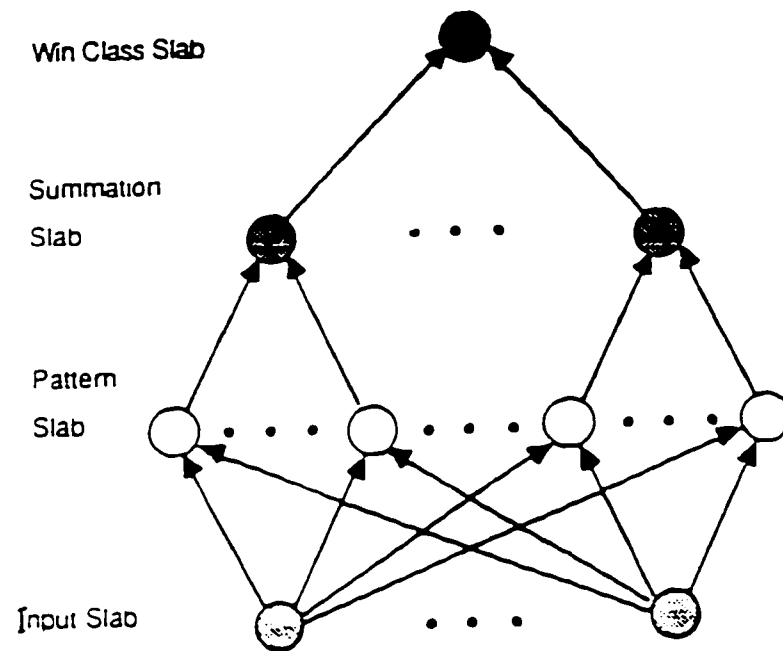 Win Class Slab
Summation
Slab
Pattern
Slab
Input Slab